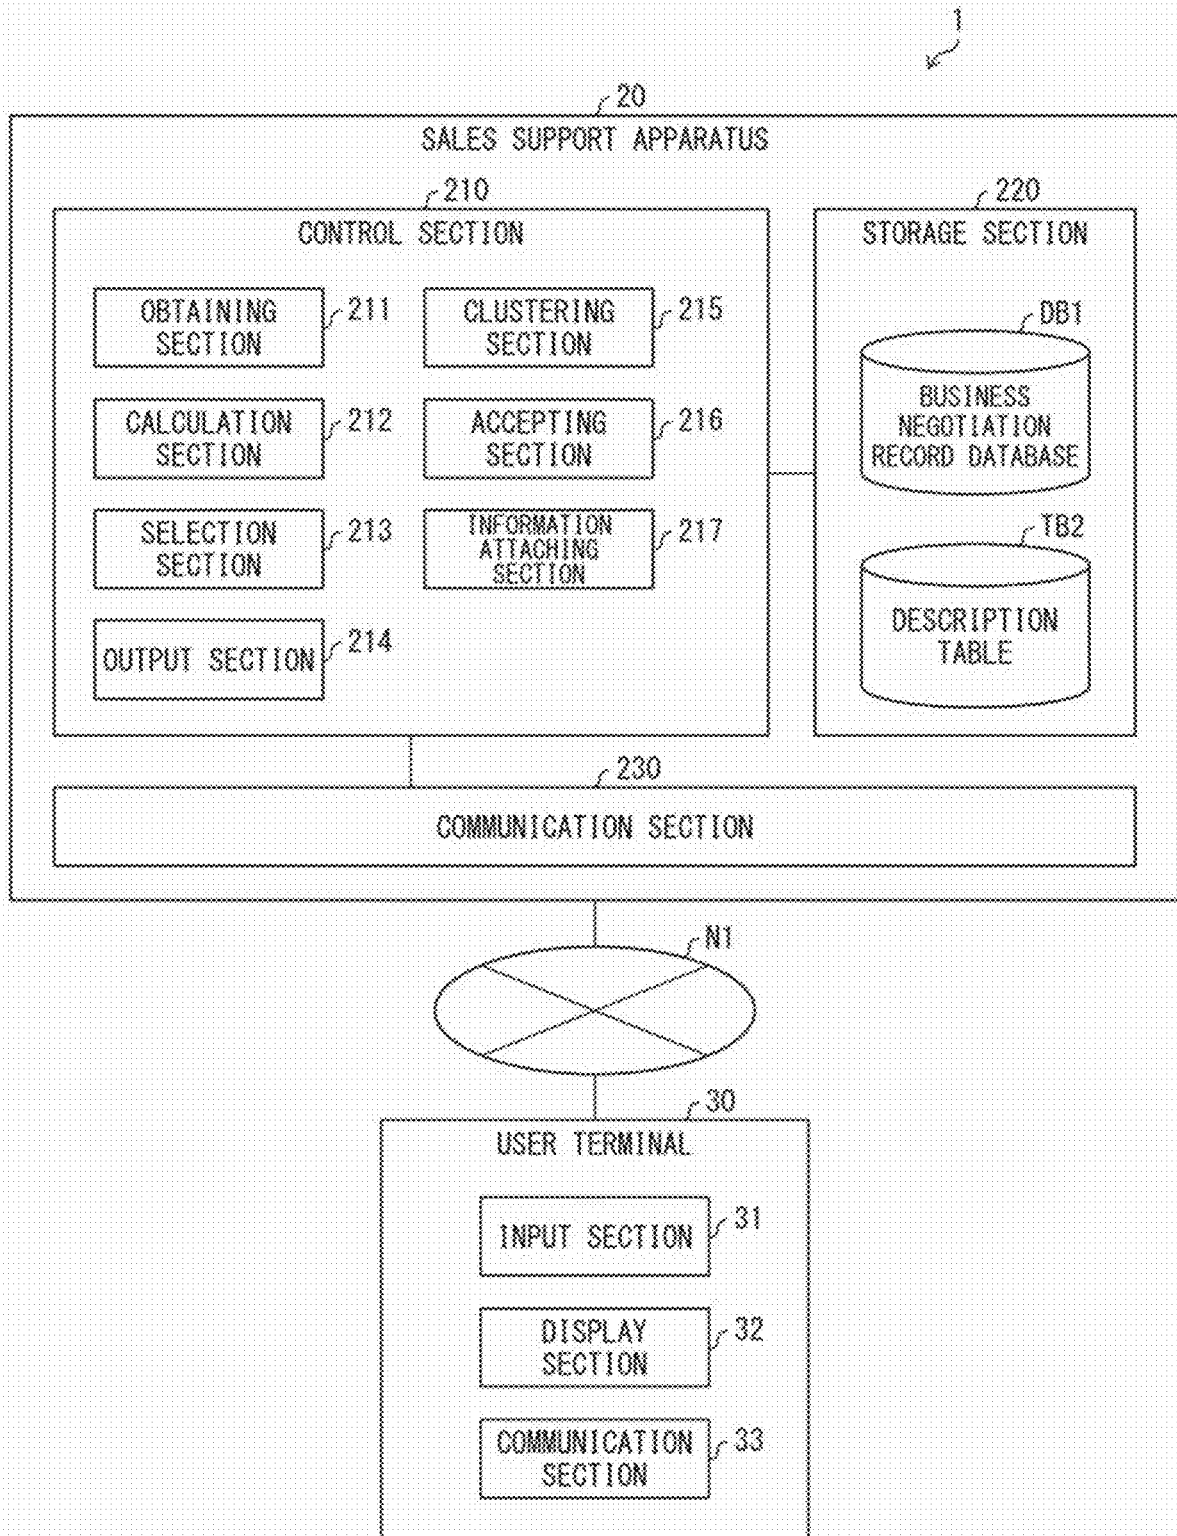 1
20
SALES SUPPORT APPARATUS
210
CONTROL SECTION
220
STORAGE SECTION
OBTAINING
SECTION
211
CLUSTERING
SECTION
215
CALCULATION
SECTION
212
ACCEPTING
SECTION
216
SELECTION
SECTION
213
INFORMATION
ATTACHING
SECTION
217
OUTPUT SECTION
214
DB1
BUSINESS
NEGOTIATION
RECORD DATABASE
TB2
DESCRIPTION
TABLE
230
COMMUNICATION SECTION
N1
30
USER TERMINAL
INPUT SECTION
31
DISPLAY
SECTION
32
COMMUNICATION
SECTION
33